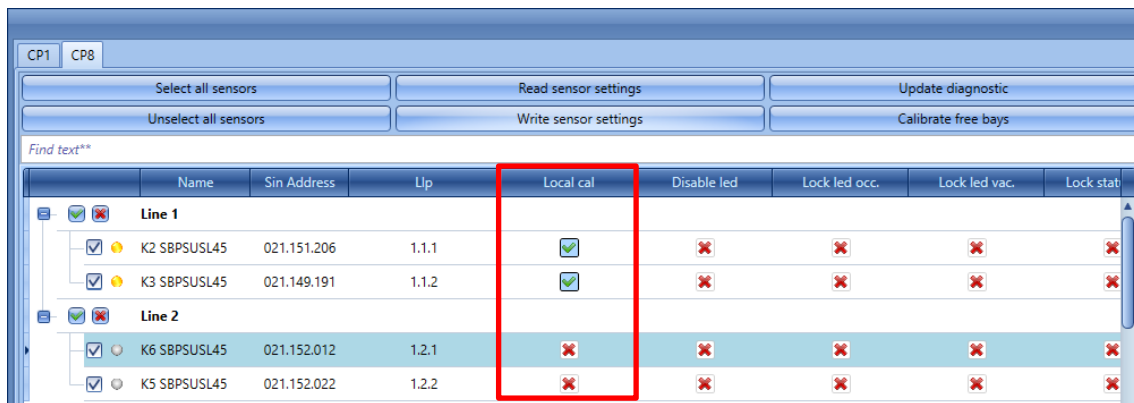 CP1 CP8
Select all sensors Read sensor settings Update diagnostic
Unselect all sensors Write sensor settings Calibrate free bays
Find text**
Name Sin Address Llp Local cal Disable led Lock led occ. Lock led vac. Lock stat
Line 1
K2 SBPSUSL45 021.151.206 1.1.1
K3 SBPSUSL45 021.149.191 1.1.2
Line 2
K6 SBPSUSL45 021.152.012 1.2.1
K5 SBPSUSL45 021.152.022 1.2.2